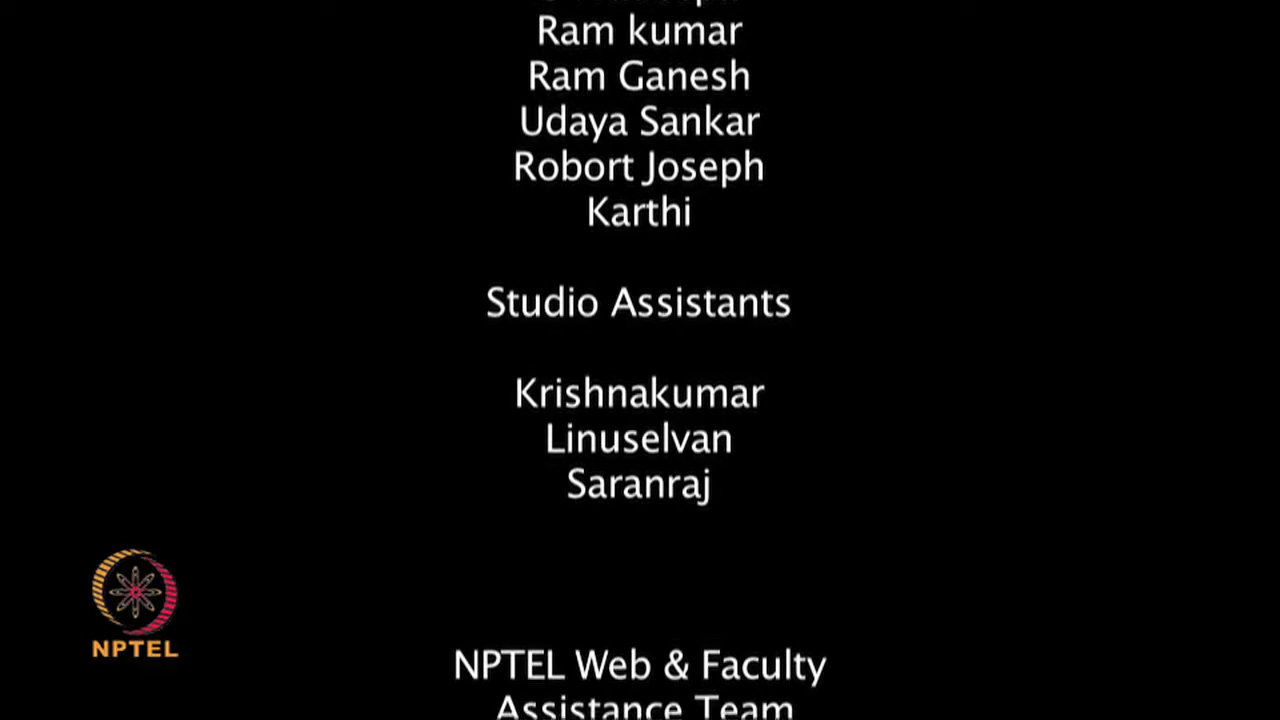 Ram kumar
Ram Ganesh
Udaya Sankar
Robort Joseph
Karthi
Studio Assistants
Krishnakumar
Linuselvan
Saranraj
NPTEL
NPTEL Web & Faculty
Assistance Team